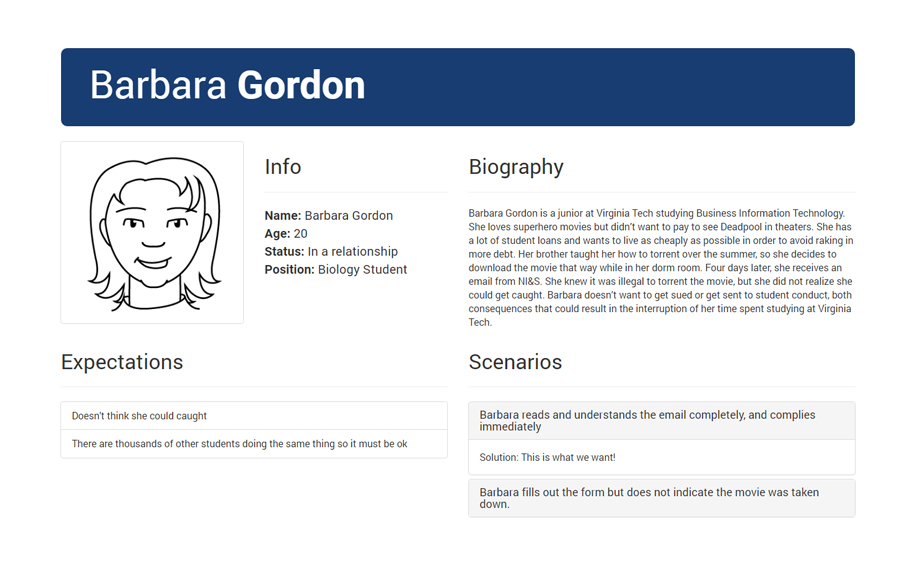 Barbara Gordon
Info
Name: Barbara Gordon
Age: 20
Status: In a relationship
Position: Biology Student
Biography
Barbara Gordon is a junior at Virginia Tech studying Business Information Technology.
She loves superhero movies but didn't want to pay to see Deadpool in theaters. She has
a lot of student loans and wants to live as cheaply as possible in order to avoid raking in
more debt. Her brother taught her how to torrent over the summer, so she decides to
download the movie that way while in her dorm room. Four days later, she receives an
email from NI&S. She knew it was illegal to torrent the movie, but she did not realize she
could get caught. Barbara doesn't want to get sued or get sent to student conduct, both
consequences that could result in the interruption of her time spent studying at Virginia
Tech.
Expectations
Doesn't think she could caught
There are thousands of other students doing the same thing so it must be ok
Scenarios
Barbara reads and understands the email completely, and complies
immediately
Solution: This is what we want!
Barbara fills out the form but does not indicate the movie was taken
down.